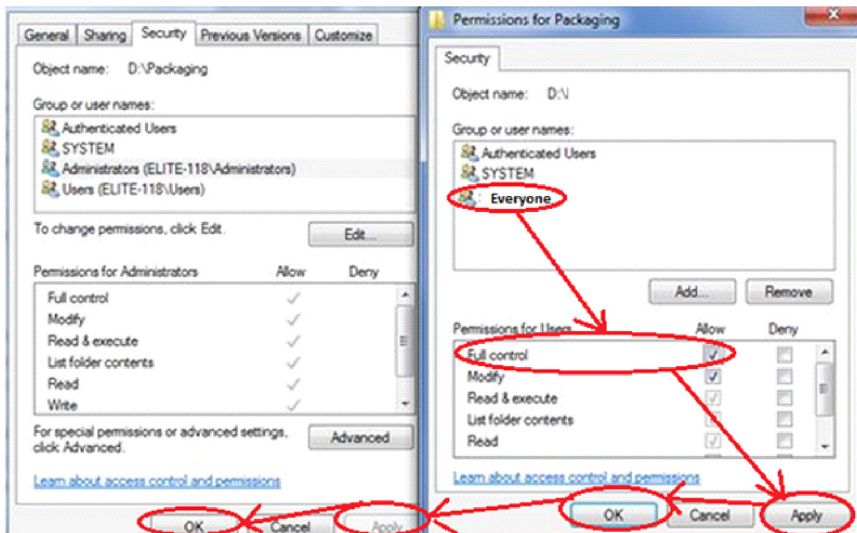 General Sharing Security Previous Versions Customize
Object name: D:\Packaging
Group or user names:
Authenticated Users
SYSTEM
Administrators (ELITE-118\Administrators)
Users (ELITE-118\Users)
To change permissions, click Edit.
Edit...
Permissions for Administrators Allow Deny
Full control
Modify
Read & execute
List folder contents
Read
Write
For special permissions or advanced settings,
click Advanced.
Advanced
Learn about access control and permissions
OK Cancel Apply
Permissions for Packaging
Security
Object name: D:\
Group or user names:
Authenticated Users
SYSTEM
Everyone
Add... Remove
Permissions for Users Allow Deny
Full control
Modify
Read & execute
List folder contents
Read
Learn about access control and permissions
OK Cancel Apply